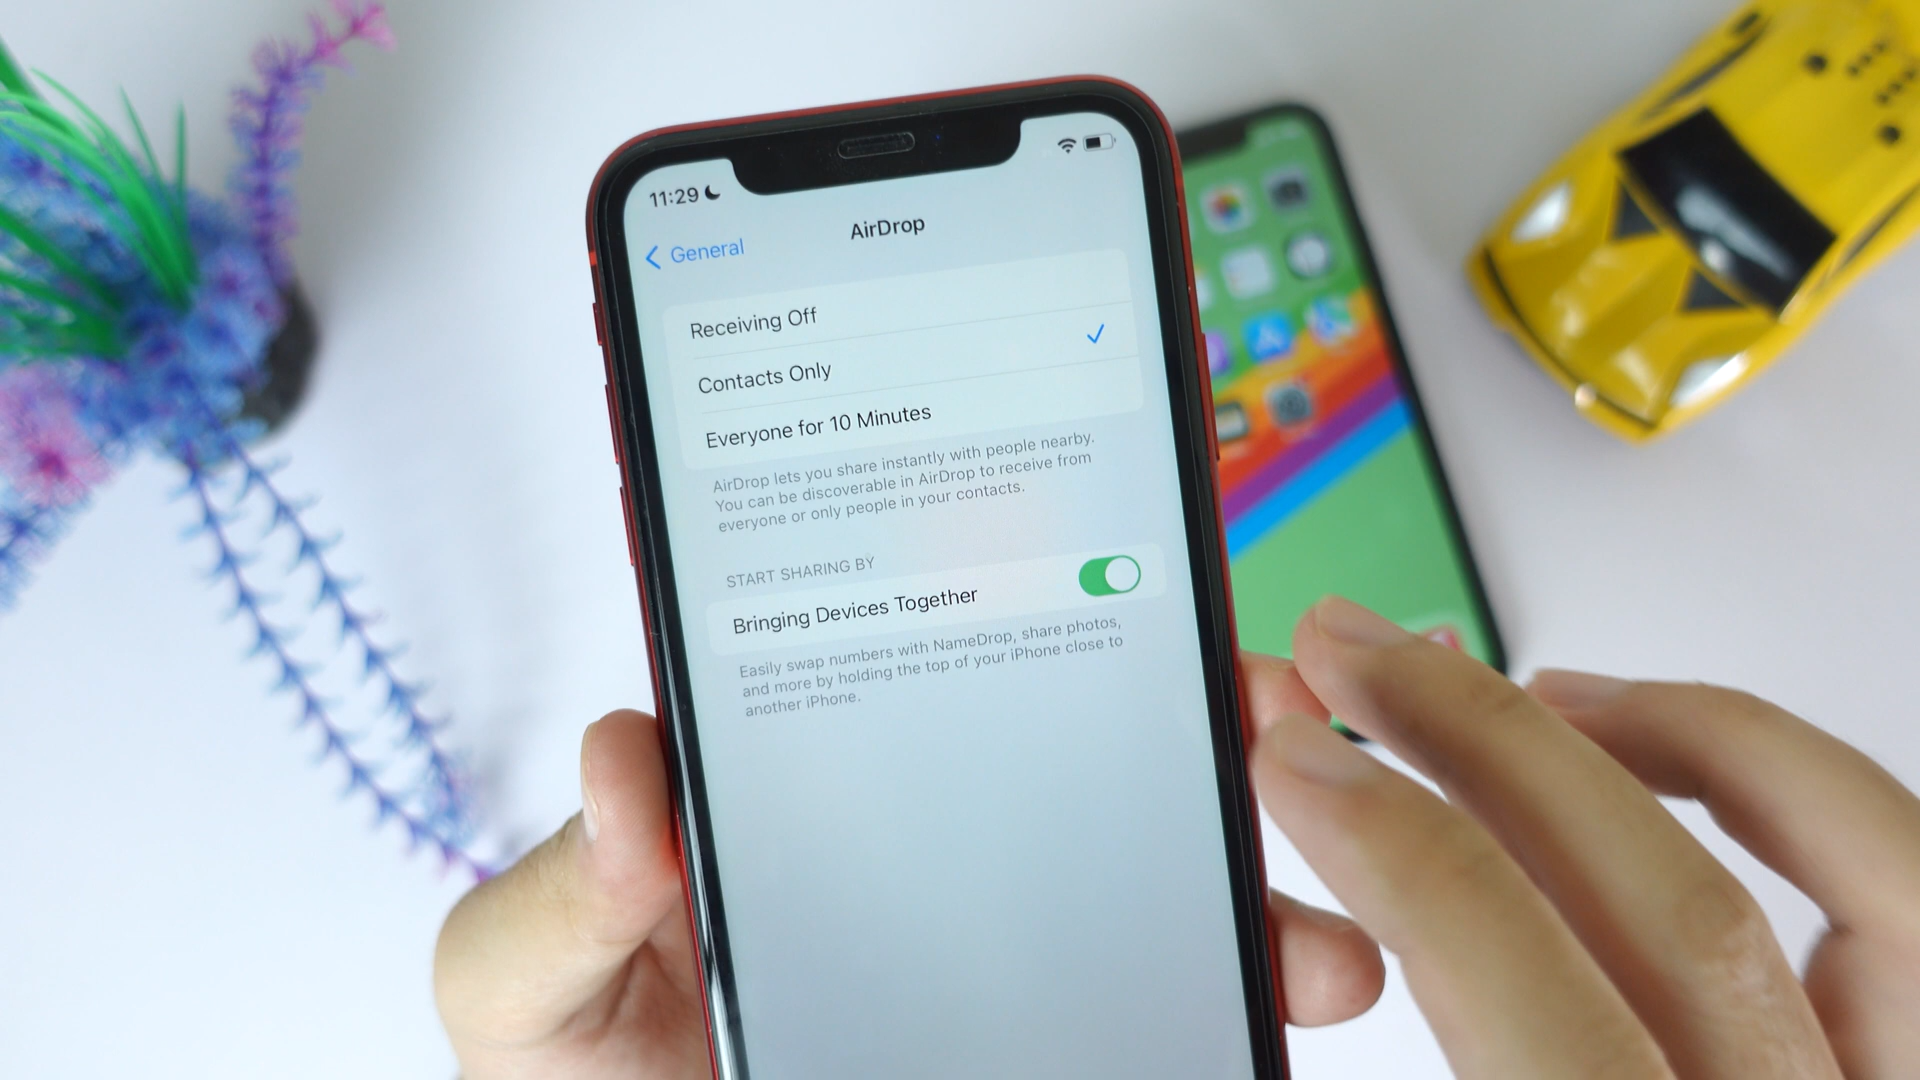 11:29
General
AirDrop
Receiving Off
Contacts Only
Everyone for 10 Minutes
AirDrop lets you share instantly with people nearby.
You can be discoverable in AirDrop to receive from
everyone or only people in your contacts.
START SHARING BY
Bringing Devices Together
Easily swap numbers with NameDrop, share photos,
and more by holding the top of your iPhone close to
another iPhone.